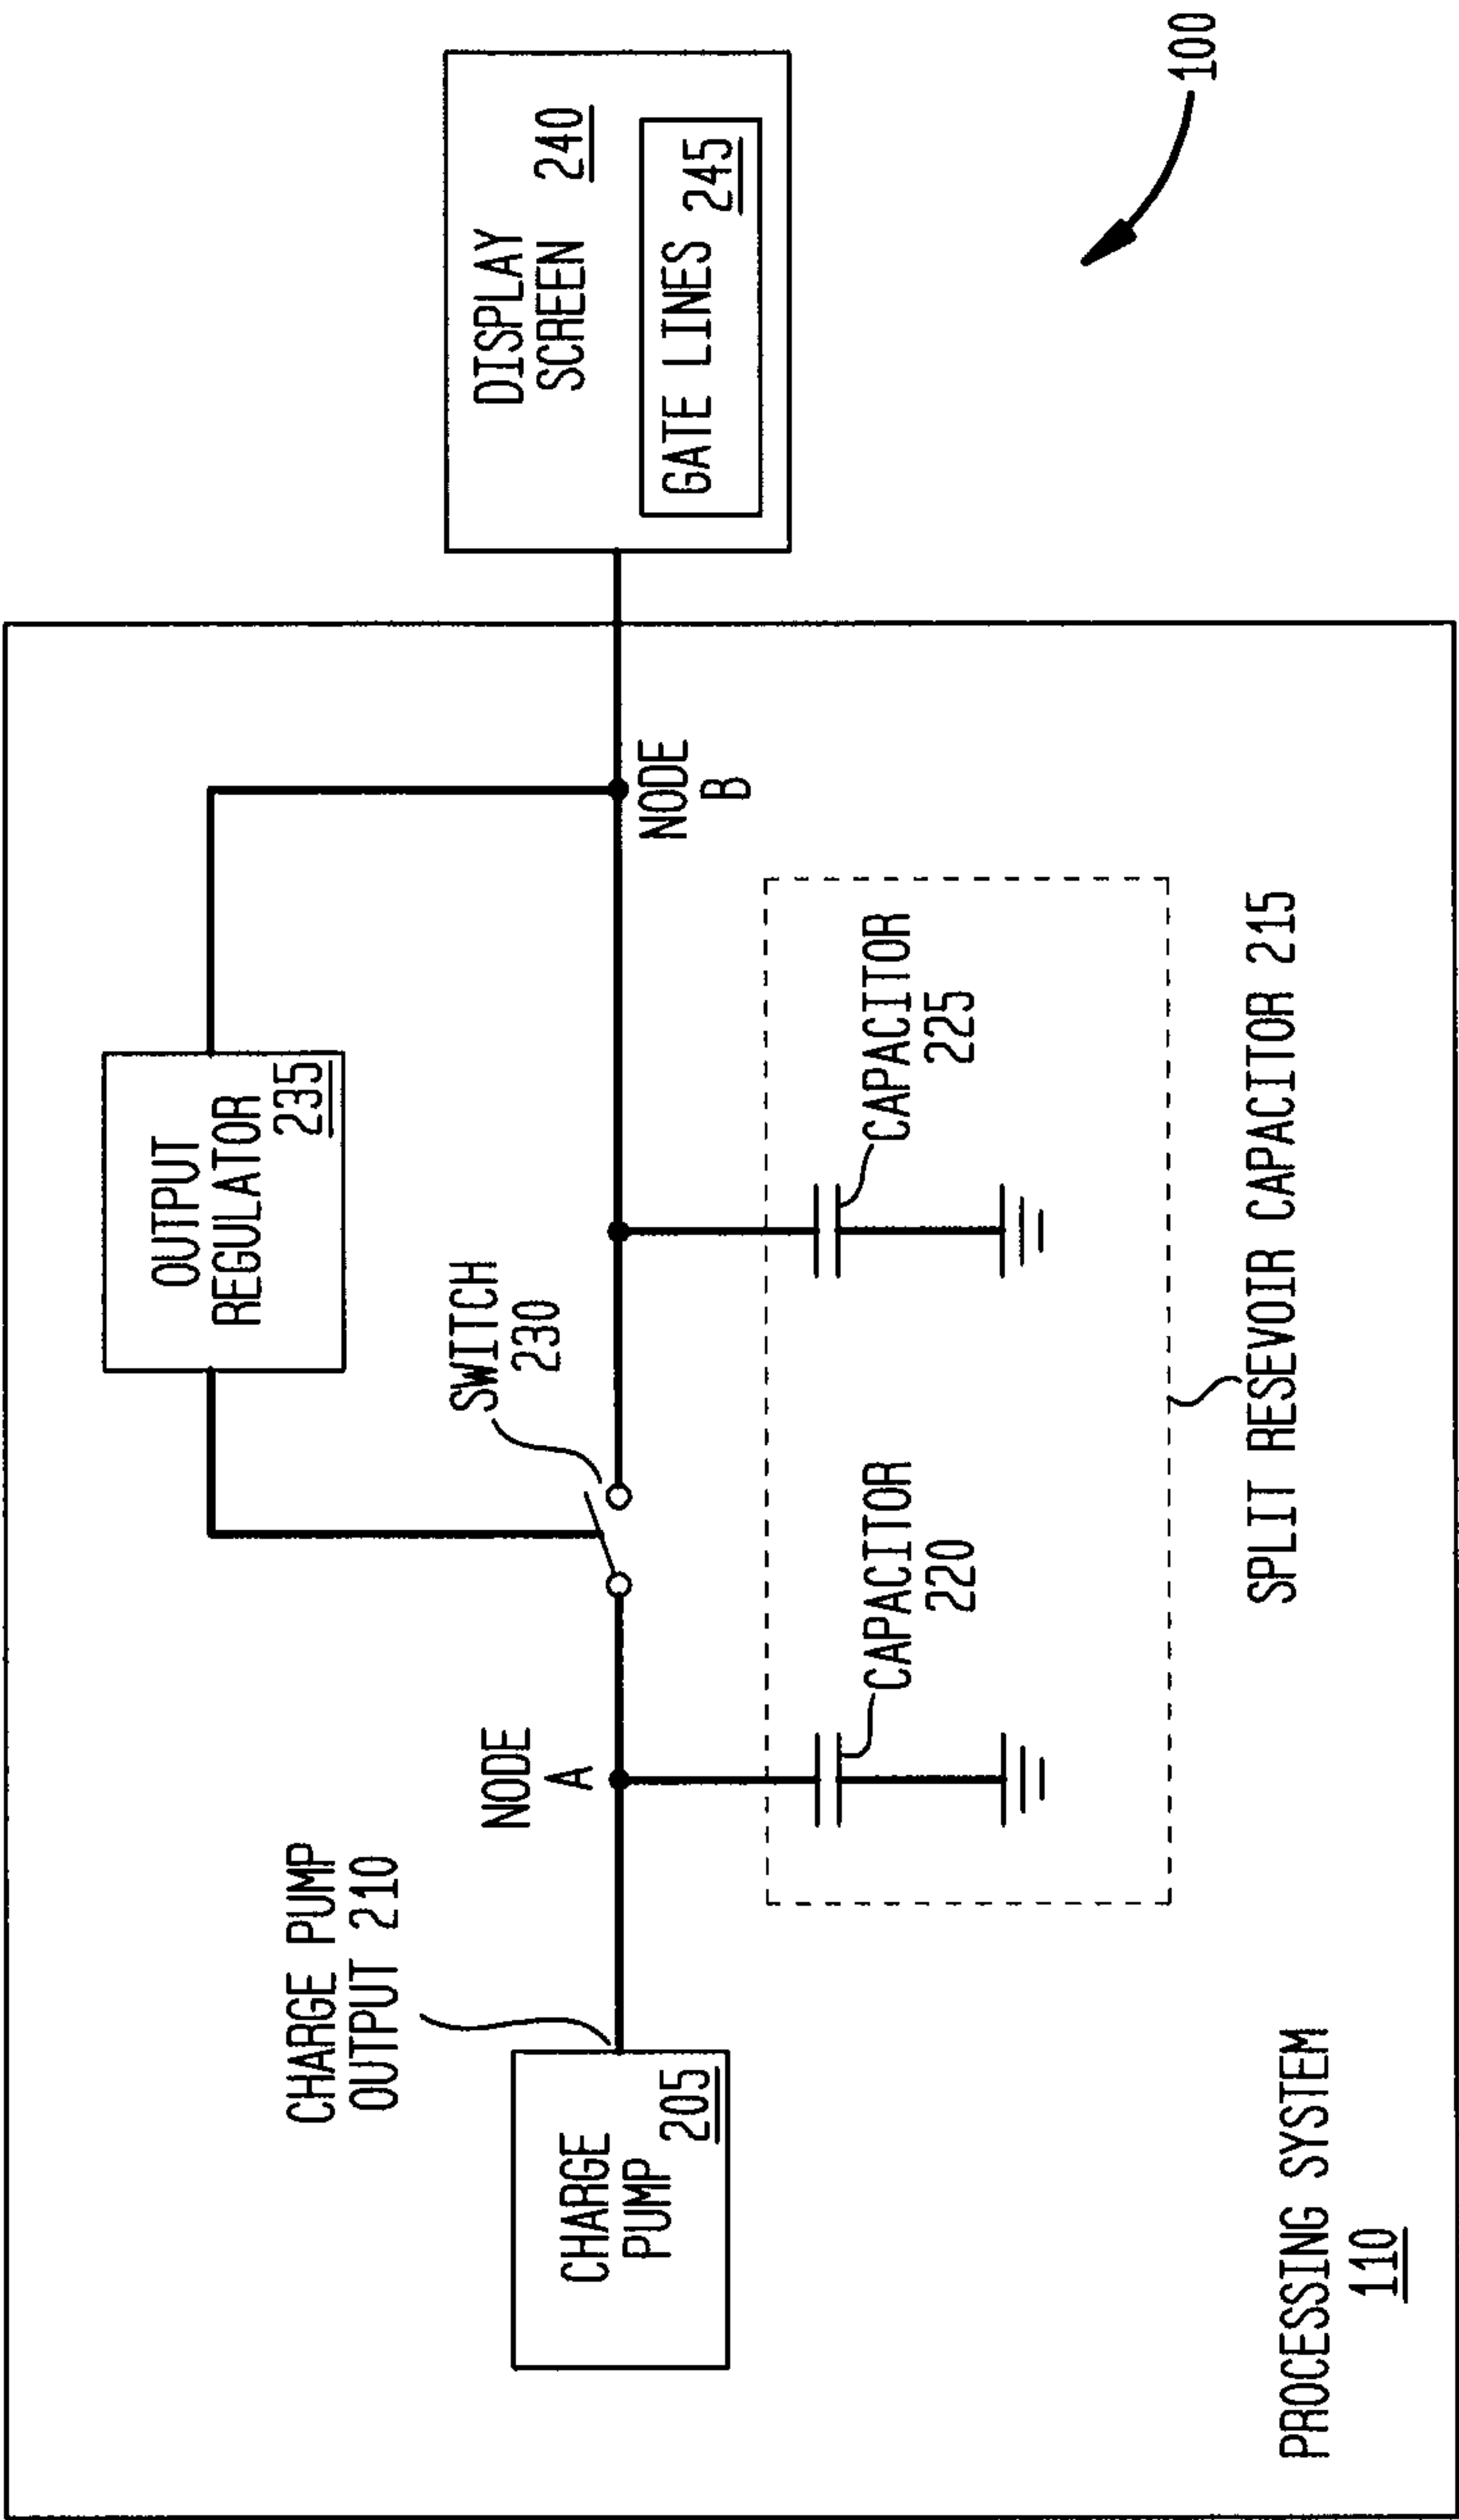 OUTPUT
REGULATOR
235
CHARGE PUMP
OUTPUT 210
NODE
A
SWITCH
230
DISPLAY
SCREEN 240
GATE LINES 245
CHARGE
PUMP 205
NODE
B
CAPACITOR
220
CAPACITOR
225
SPLIT RESEVOIR CAPACITOR 215
PROCESSING SYSTEM
110
100